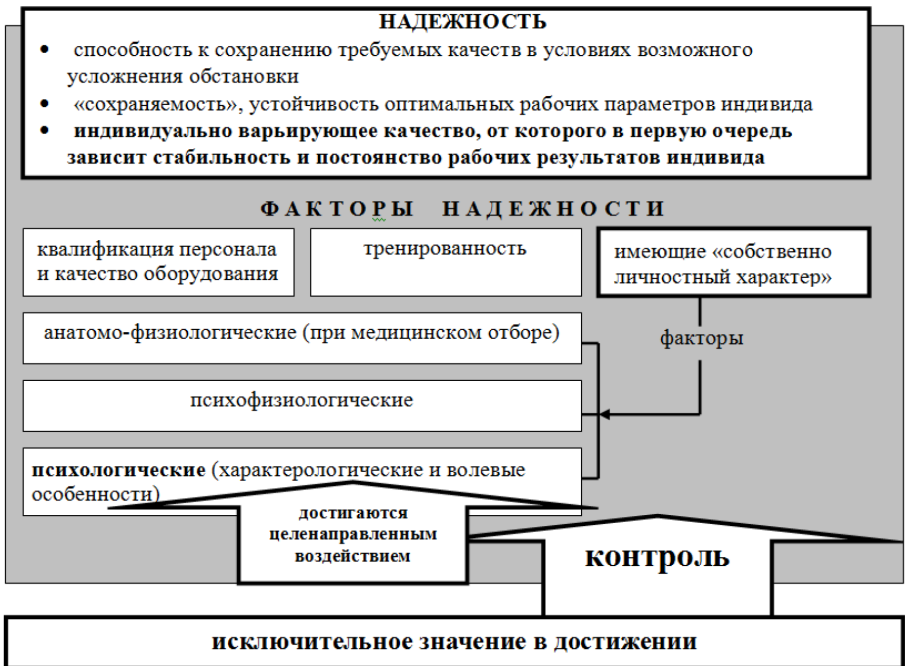 НАДЕЖНОСТЬ
• способность к сохранению требуемых качеств в условиях возможного
усложнения обстановки
• «сохраняемость», устойчивость оптимальных рабочих параметров индивида
• индивидуально варьирующее качество, от которого в первую очередь
зависит стабильность и постоянство рабочих результатов индивида
ФАКТОРЫ НАДЕЖНОСТИ
квалификация персонала
и качество оборудования
тренированность
имеющие «собственно
личностный характер»
анатомо-физиологические (при медицинском отборе)
факторы
психофизиологические
психологические (характерологические и волевые
особенности)
достигаются
целенаправленным
воздействием
контроль
исключительное значение в достижении